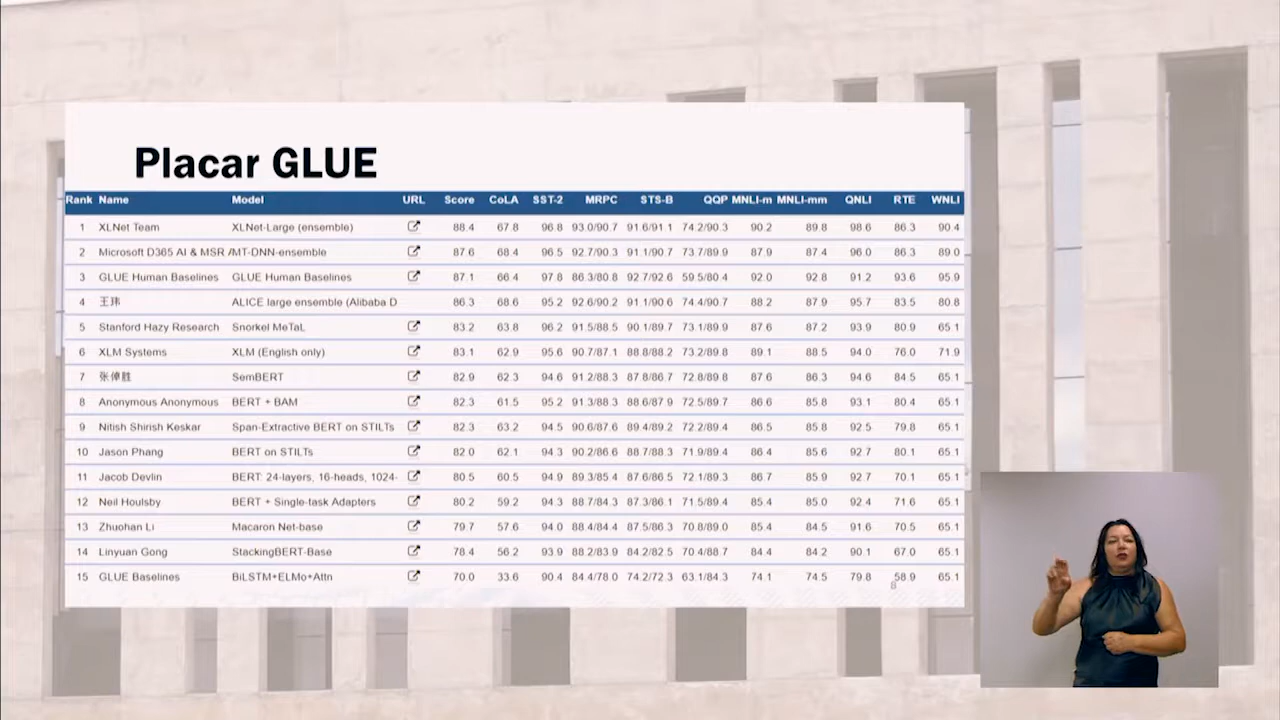 Placar GLUE
Rank Name Model URL Score CoLA SST-2 MRPC STS-B QQP MNLI-m MNLI-mm QNLI RTE WNLI
1 XLNet Team XLNet-Large (ensemble) 88.4 67.8 96.8 93.0/90.7 91.6/91.1 74.2/90.3 90.2 89.8 98.6 86.3 90.4
2 Microsoft D365 AI & MSR /MT-DNN-ensemble 87.6 68.4 96.5 92.7/90.3 91.1/90.7 73.7/89.9 87.9 87.4 96.0 86.3 89.0
3 GLUE Human Baselines GLUE Human Baselines 87.1 66.4 97.8 86.3/80.8 92.7/92.6 59.5/80.4 92.0 92.8 91.2 93.6 95.9
4 王玮 ALICE large ensemble (Alibaba D 86.3 68.6 95.2 92.6/90.2 91.1/90.6 74.4/90.7 88.2 87.9 95.7 83.5 80.8
5 Stanford Hazy Research Snorkel MeTaL 83.2 63.8 96.2 91.5/88.5 90.1/89.7 73.1/89.9 87.6 87.2 93.9 80.9 65.1
6 XLM Systems XLM (English only) 83.1 62.9 95.6 90.7/87.1 88.8/88.2 73.2/89.8 89.1 88.5 94.0 76.0 71.9
7 张倬胜 SemBERT 82.9 62.3 94.6 91.2/88.3 87.8/86.7 72.8/89.8 87.6 86.3 94.6 84.5 65.1
8 Anonymous Anonymous BERT + BAM 82.3 61.5 95.2 91.3/88.3 88.6/87.9 72.5/89.7 86.6 85.8 93.1 80.4 65.1
9 Nitish Shirish Keskar Span-Extractive BERT on STILTs 82.3 63.2 94.5 90.6/87.6 89.4/89.2 72.2/89.4 86.5 85.8 92.5 79.8 65.1
10 Jason Phang BERT on STILTs 82.0 62.1 94.3 90.2/86.6 88.7/88.3 71.9/89.4 86.4 85.6 92.7 80.1 65.1
11 Jacob Devlin BERT: 24-layers, 16-heads, 1024- 80.5 60.5 94.9 89.3/85.4 87.6/86.5 72.1/89.3 86.7 85.9 92.7 70.1 65.1
12 Neil Houlsby BERT + Single-task Adapters 80.2 59.2 94.3 88.7/84.3 87.3/86.1 71.5/89.4 85.4 85.0 92.4 71.6 65.1
13 Zhuohan Li Macaron Net-base 79.7 57.6 94.0 88.4/84.4 87.5/86.3 70.8/89.0 85.4 84.5 91.6 70.5 65.1
14 Linyuan Gong StackingBERT-Base 78.4 56.2 93.9 88.2/83.9 84.2/82.5 70.4/88.7 84.4 84.2 90.1 67.0 65.1
15 GLUE Baselines BiLSTM+ELMo+Attn 70.0 33.6 90.4 84.4/78.0 74.2/72.3 63.1/84.3 74.1 74.5 79.8 58.9 65.1
8